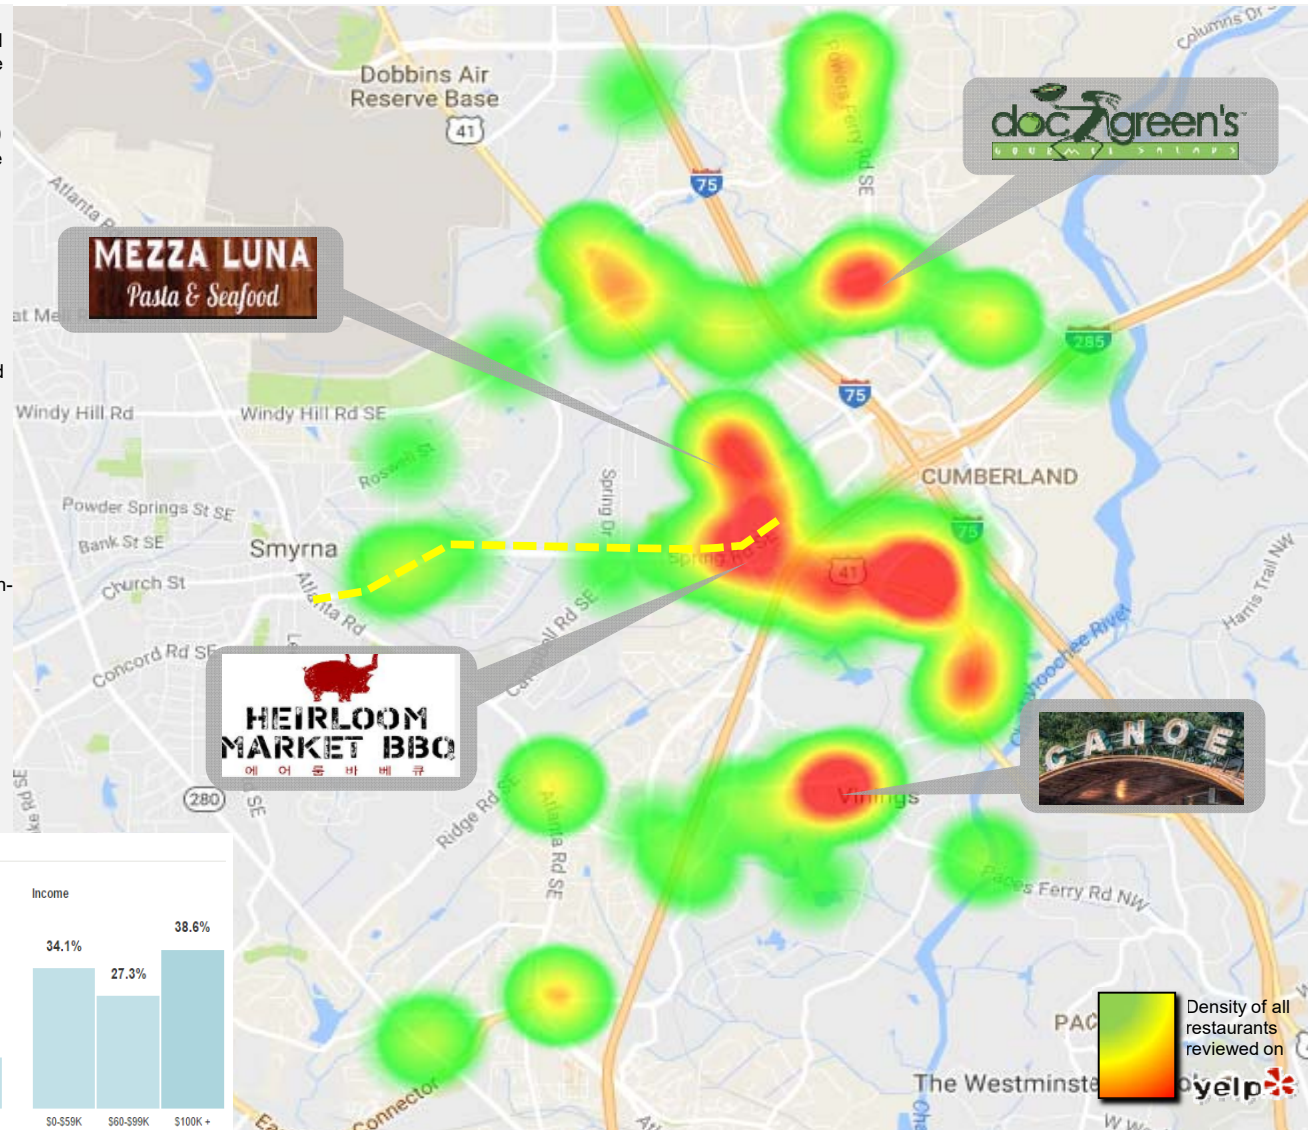 Columns Dr S
Dobbins Air
Reserve Base
41
Powers Ferry Rd SE
doc green's
GOURMET SALADS
75
Atlanta Rd
MEZZA LUNA
Pasta & Seafood
285
75
Windy Hill Rd
Windy Hill Rd SE
Roswell St
CUMBERLAND
Spring Dr
Powder Springs St SE
Bank St SE
75
Smyrna
Spring Rd SE
41
Church St
Atlanta Rd
Harris Trail NW
Concord Rd SE
HEIRLOOM
MARKET BBQ
에 어 룸 바 베 큐
CANOE
Vinings
280
Ridge Rd SE
Atlanta Rd SE
Paces Ferry Rd NW
Income
34.1%
27.3%
38.6%
$0-$59K
$60-$99K
$100K +
Connector
PAC
Density of all
restaurants
reviewed on
yelp
The Westminste